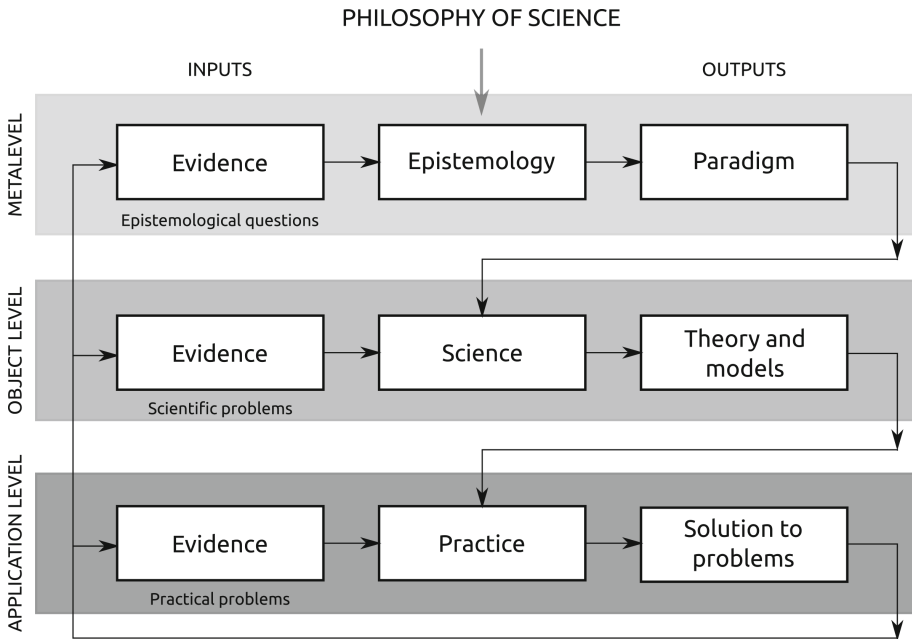 PHILOSOPHY OF SCIENCE
INPUTS
OUTPUTS
METALEVEL
Evidence
Epistemology
Paradigm
Epistemological questions
OBJECT LEVEL
Evidence
Science
Theory and
models
Scientific problems
APPLICATION LEVEL
Evidence
Practice
Solution to
problems
Practical problems